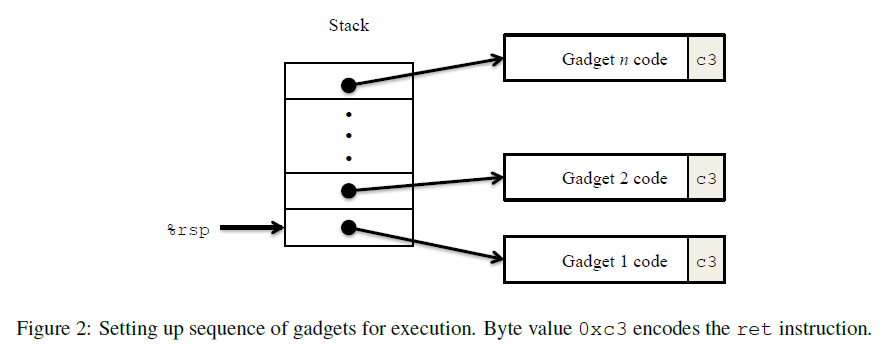 Stack
Gadget n code c3
Gadget 2 code c3
%rsp
Gadget 1 code c3
Figure 2: Setting up sequence of gadgets for execution. Byte value 0xc3 encodes the ret instruction.